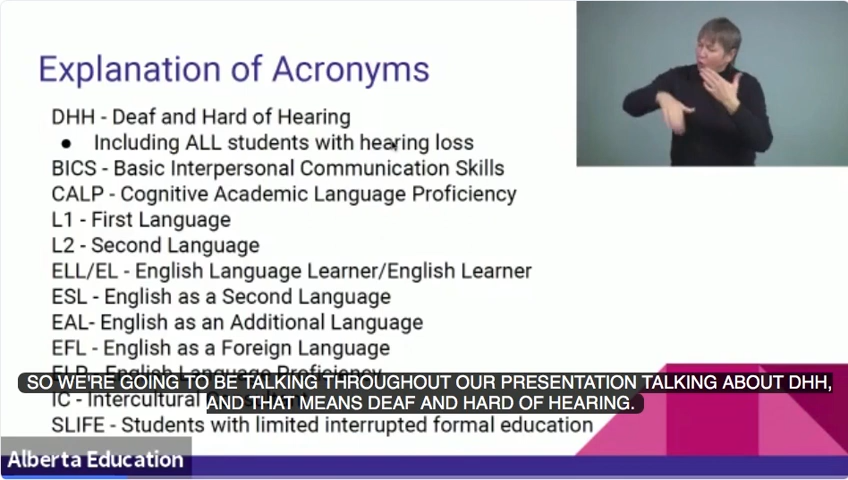 Explanation of Acronyms
DHH - Deaf and Hard of Hearing
● Including ALL students with hearing loss
BICS - Basic Interpersonal Communication Skills
CALP - Cognitive Academic Language Proficiency
L1 - First Language
L2 - Second Language
ELL/EL - English Language Learner/English Learner
ESL - English as a Second Language
EAL- English as an Additional Language
EFL - English as a Foreign Language
ELP - English Language Proficiency
SO WE'RE GOING TO BE TALKING THROUGHOUT OUR PRESENTATION TALKING ABOUT DHH,
AND THAT MEANS DEAF AND HARD OF HEARING.
IC - Intercultural
SLIFE - Students with limited interrupted formal education
Alberta Education